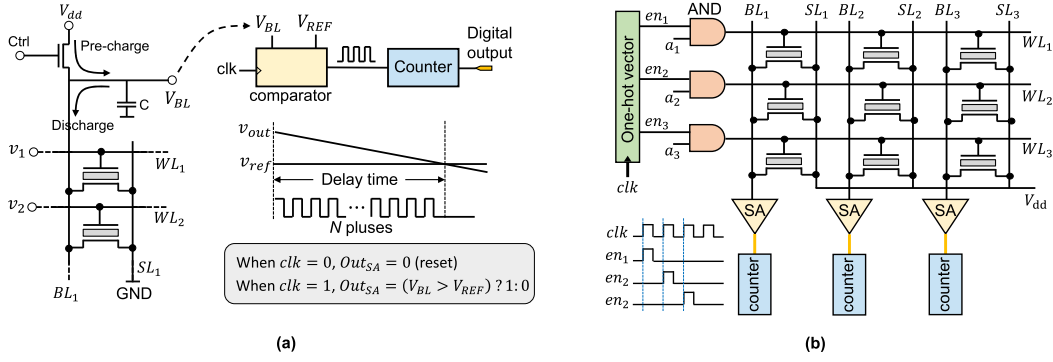 V_dd
Ctrl
Pre-charge
C
V_BL
Discharge
v_1
WL_1
v_2
WL_2
SL_1
BL_1
GND
V_BL
V_REF
clk
comparator
Counter
Digital
output
v_out
v_ref
Delay time
...
N pluses
When clk = 0, Out_SA = 0 (reset)
When clk = 1, Out_SA = (V_BL > V_REF) ? 1: 0
(a)
One-hot vector
clk
en_1
AND
a_1
en_2
a_2
en_3
a_3
BL_1
SL_1
BL_2
SL_2
BL_3
SL_3
WL_1
WL_2
WL_3
V_dd
SA
SA
SA
counter
counter
counter
clk
en_1
en_2
en_2
(b)